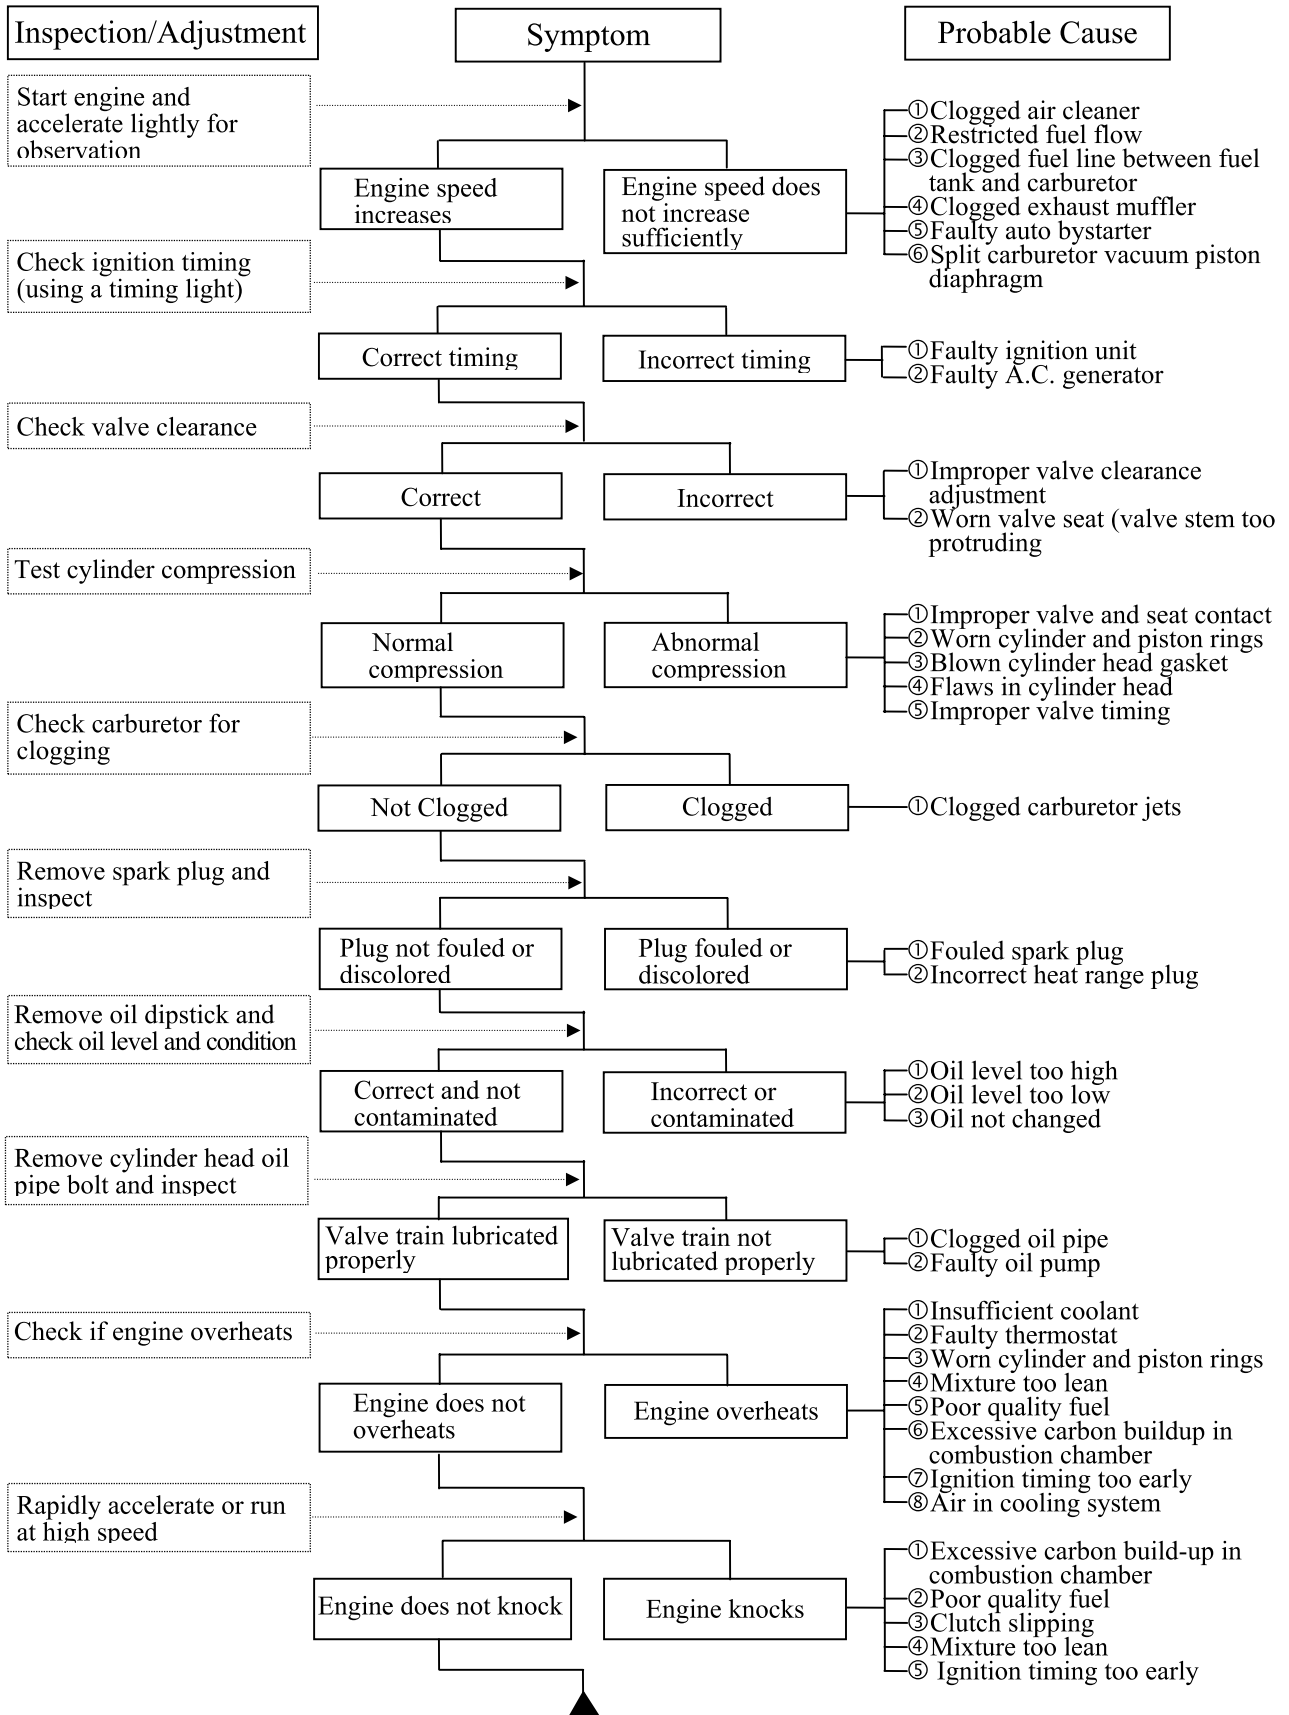 Inspection/Adjustment
Symptom
Probable Cause
Start engine and
accelerate lightly for
observation
Engine speed
increases
Engine speed does
not increase
sufficiently
①Clogged air cleaner
②Restricted fuel flow
③Clogged fuel line between fuel
tank and carburetor
④Clogged exhaust muffler
⑤Faulty auto bystarter
⑥Split carburetor vacuum piston
diaphragm
Check ignition timing
(using a timing light)
Correct timing
Incorrect timing
①Faulty ignition unit
②Faulty A.C. generator
Check valve clearance
Correct
Incorrect
①Improper valve clearance
adjustment
②Worn valve seat (valve stem too
protruding
Test cylinder compression
Normal
compression
Abnormal
compression
①Improper valve and seat contact
②Worn cylinder and piston rings
③Blown cylinder head gasket
④Flaws in cylinder head
⑤Improper valve timing
Check carburetor for
clogging
Not Clogged
Clogged
①Clogged carburetor jets
Remove spark plug and
inspect
Plug not fouled or
discolored
Plug fouled or
discolored
①Fouled spark plug
②Incorrect heat range plug
Remove oil dipstick and
check oil level and condition
Correct and not
contaminated
Incorrect or
contaminated
①Oil level too high
②Oil level too low
③Oil not changed
Remove cylinder head oil
pipe bolt and inspect
Valve train lubricated
properly
Valve train not
lubricated properly
①Clogged oil pipe
②Faulty oil pump
Check if engine overheats
Engine does not
overheats
Engine overheats
①Insufficient coolant
②Faulty thermostat
③Worn cylinder and piston rings
④Mixture too lean
⑤Poor quality fuel
⑥Excessive carbon buildup in
combustion chamber
⑦Ignition timing too early
⑧Air in cooling system
Rapidly accelerate or run
at high speed
Engine does not knock
Engine knocks
①Excessive carbon build-up in
combustion chamber
②Poor quality fuel
③Clutch slipping
④Mixture too lean
⑤ Ignition timing too early